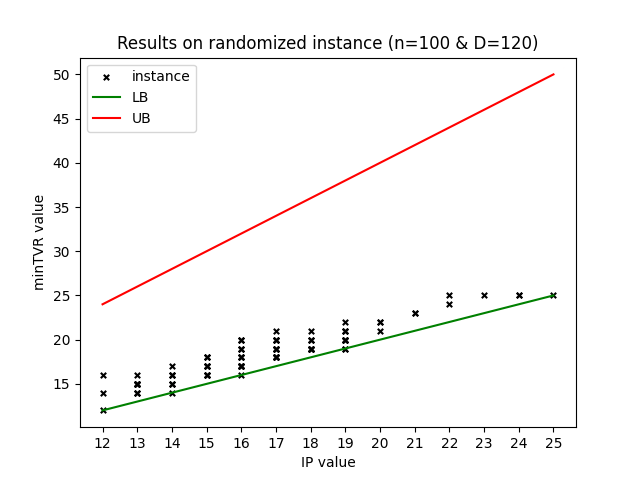 Results on randomized instance (n=100 & D=120)
instance
LB
UB
50
45
40
35
30
25
20
15
minTVR value
12 13 14 15 16 17 18 19 20 21 22 23 24 25
IP value